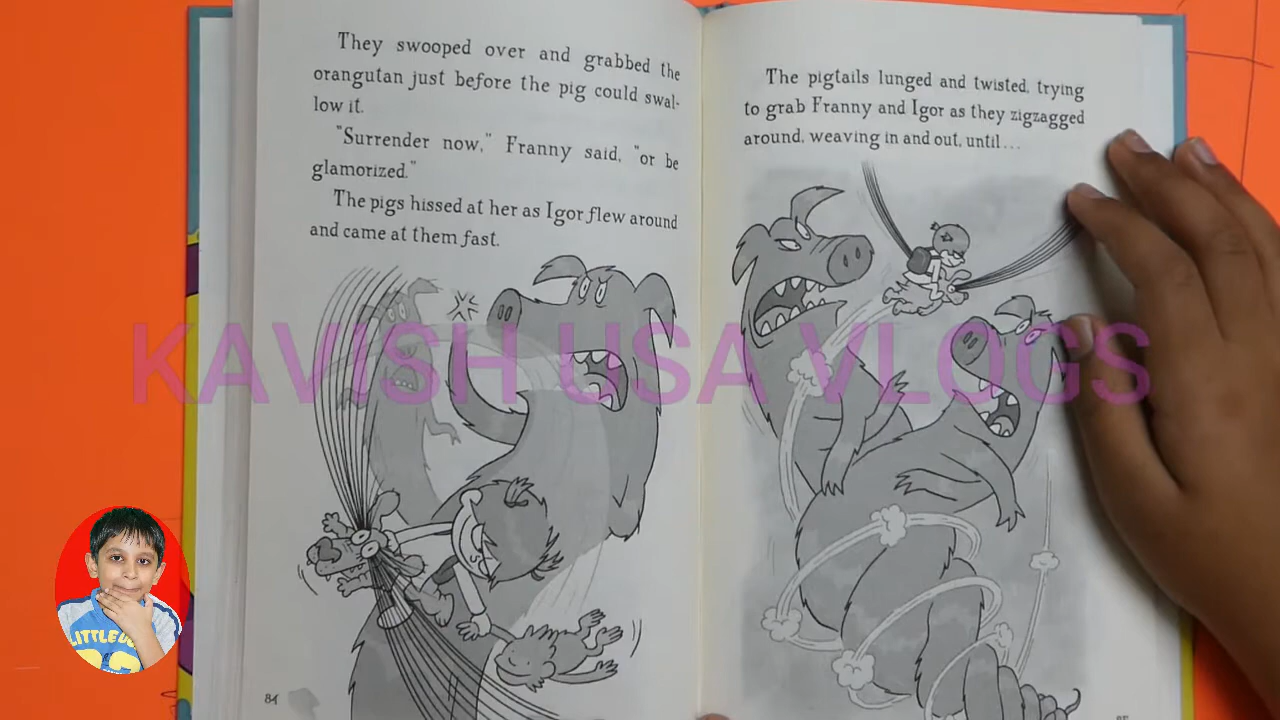 They swooped over and grabbed the
orangutan just before the pig could swal-
low it.
"Surrender now," Franny said, "or be
glamorized."
The pigs hissed at her as Igor flew around
and came at them fast.
84
The pigtails lunged and twisted, trying
to grab Franny and Igor as they zigzagged
around, weaving in and out, until...
KAVISH USA VLOGS